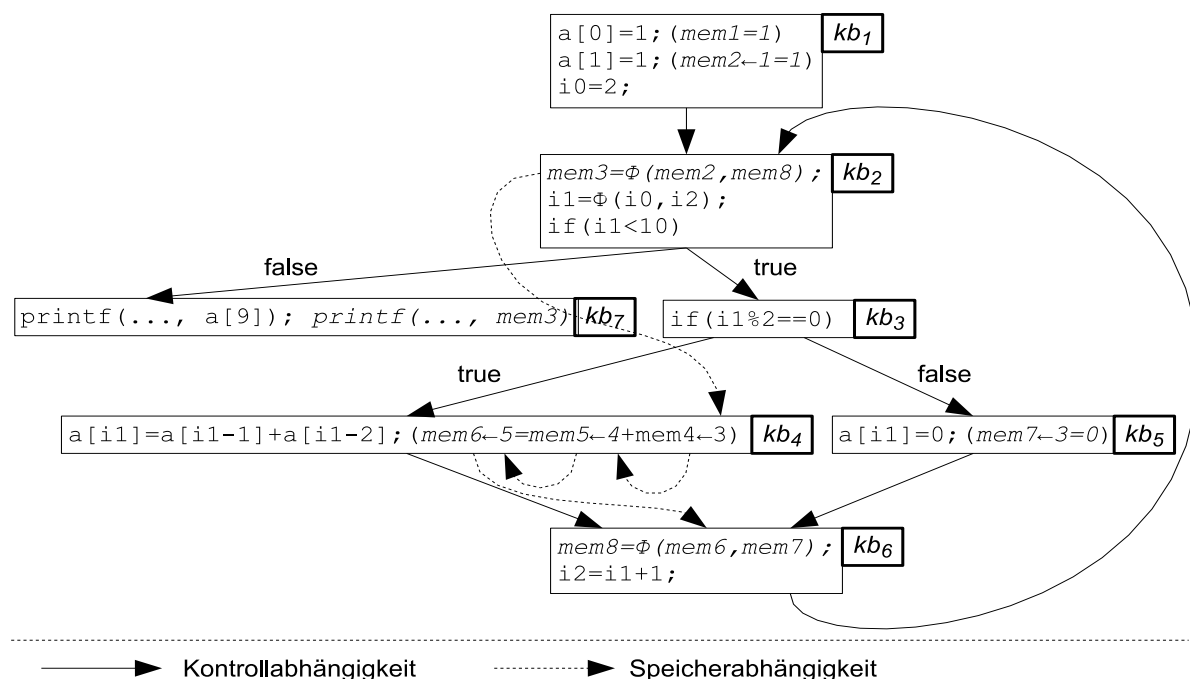 a[0]=1; (mem1=1)
kb1
a[1]=1; (mem2←1=1)
i0=2;
mem3=Φ(mem2,mem8);
kb2
i1=Φ(i0,i2);
if(i1<10)
false
true
printf(..., a[9]); printf(..., mem3)
kb7
if(i1%2==0)
kb3
true
false
a[i1]=a[i1-1]+a[i1-2]; (mem6←5=mem5←4+mem4←3)
kb4
a[i1]=0; (mem7←3=0)
kb5
mem8=Φ(mem6,mem7);
kb6
i2=i1+1;
Kontrollabhängigkeit
Speicherabhängigkeit